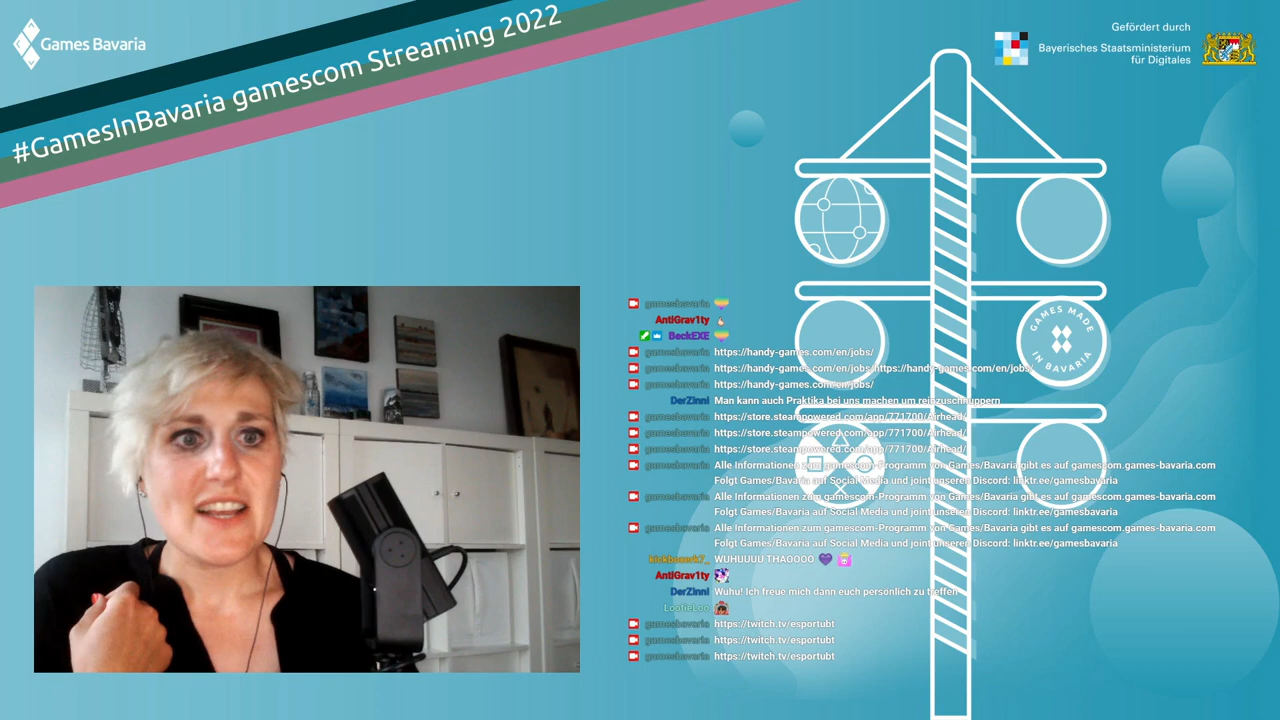 Games Bavaria
#GamesInBavaria gamescom Streaming 2022
Gefördert durch
Bayerisches Staatsministerium
für Digitales
GAMES MADE
IN BAVARIA
gamesbavaria
AntiGrav1ty
BeckEXE
gamesbavaria https://handy-games.com/en/jobs/
gamesbavaria https://handy-games.com/en/jobs/https://handy-games.com/en/jobs/
gamesbavaria https://handy-games.com/en/jobs/
DerZinni Man kann auch Praktika bei uns machen um reinzuschnuppern
gamesbavaria https://store.steampowered.com/app/771700/Airhead/
gamesbavaria https://store.steampowered.com/app/771700/Airhead/
gamesbavaria https://store.steampowered.com/app/771700/Airhead/
gamesbavaria Alle Informationen zum gamescom-Programm von Games/Bavaria gibt es auf gamescom.games-bavaria.com
Folgt Games/Bavaria auf Social Media und joint unseren Discord: linktr.ee/gamesbavaria
gamesbavaria Alle Informationen zum gamescom-Programm von Games/Bavaria gibt es auf gamescom.games-bavaria.com
Folgt Games/Bavaria auf Social Media und joint unseren Discord: linktr.ee/gamesbavaria
gamesbavaria Alle Informationen zum gamescom-Programm von Games/Bavaria gibt es auf gamescom.games-bavaria.com
Folgt Games/Bavaria auf Social Media und joint unseren Discord: linktr.ee/gamesbavaria
WUHUUUU THAOOOO
AntiGrav1ty
DerZinni Wuhu! Ich freue mich dann euch persönlich zu treffen
LootieLoo
gamesbavaria https://twitch.tv/esportubt
gamesbavaria https://twitch.tv/esportubt
gamesbavaria https://twitch.tv/esportubt